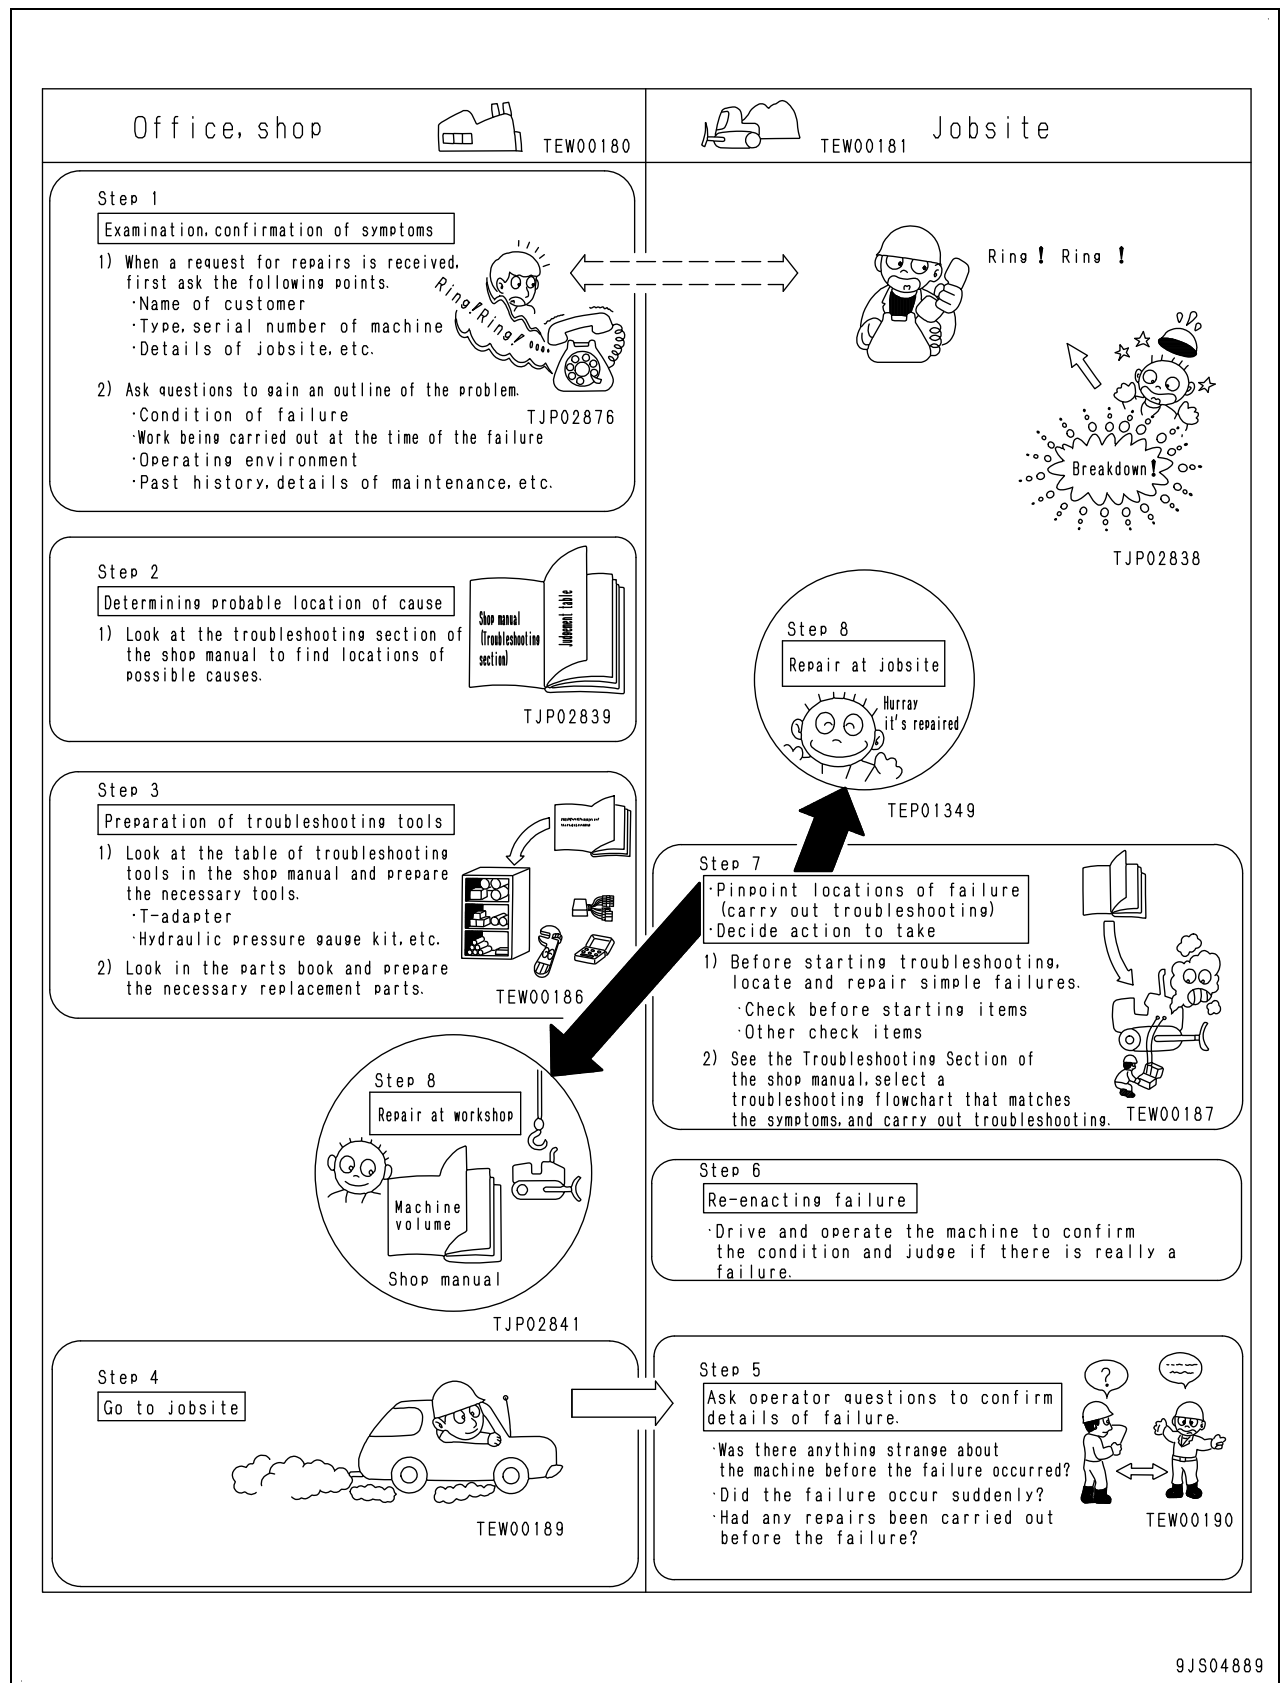 Office, shop
TEW00180
TEW00181
Jobsite
Step 1
Examination, confirmation of symptoms
1) When a request for repairs is received,
first ask the following points.
·Name of customer
·Type, serial number of machine
·Details of jobsite, etc.
Ring! Ring! ....
2) Ask questions to gain an outline of the problem.
·Condition of failure
TJP02876
·Work being carried out at the time of the failure
·Operating environment
·Past history, details of maintenance, etc.
Ring! Ring !
Breakdown!
TJP02838
Step 2
Determining probable location of cause
1) Look at the troubleshooting section of
the shop manual to find locations of
possible causes.
Shop manual
(Troubleshooting
section)
Judgement table
TJP02839
Step 8
Repair at jobsite
Hurray
it's repaired
TEP01349
Step 3
Preparation of troubleshooting tools
1) Look at the table of troubleshooting
tools in the shop manual and prepare
the necessary tools.
·T-adapter
·Hydraulic pressure gauge kit, etc.
2) Look in the parts book and prepare
the necessary replacement parts.
TEW00186
Step 7
·Pinpoint locations of failure
(carry out troubleshooting)
·Decide action to take
1) Before starting troubleshooting,
locate and repair simple failures.
·Check before starting items
·Other check items
2) See the Troubleshooting Section of
the shop manual, select a
troubleshooting flowchart that matches
the symptoms, and carry out troubleshooting.
TEW00187
Step 8
Repair at workshop
Machine
volume
Shop manual
TJP02841
Step 6
Re-enacting failure
·Drive and operate the machine to confirm
the condition and judge if there is really a
failure.
Step 4
Go to jobsite
TEW00189
Step 5
Ask operator questions to confirm
details of failure.
?
·Was there anything strange about
the machine before the failure occurred?
·Did the failure occur suddenly?
·Had any repairs been carried out
before the failure?
TEW00190
9JS04889